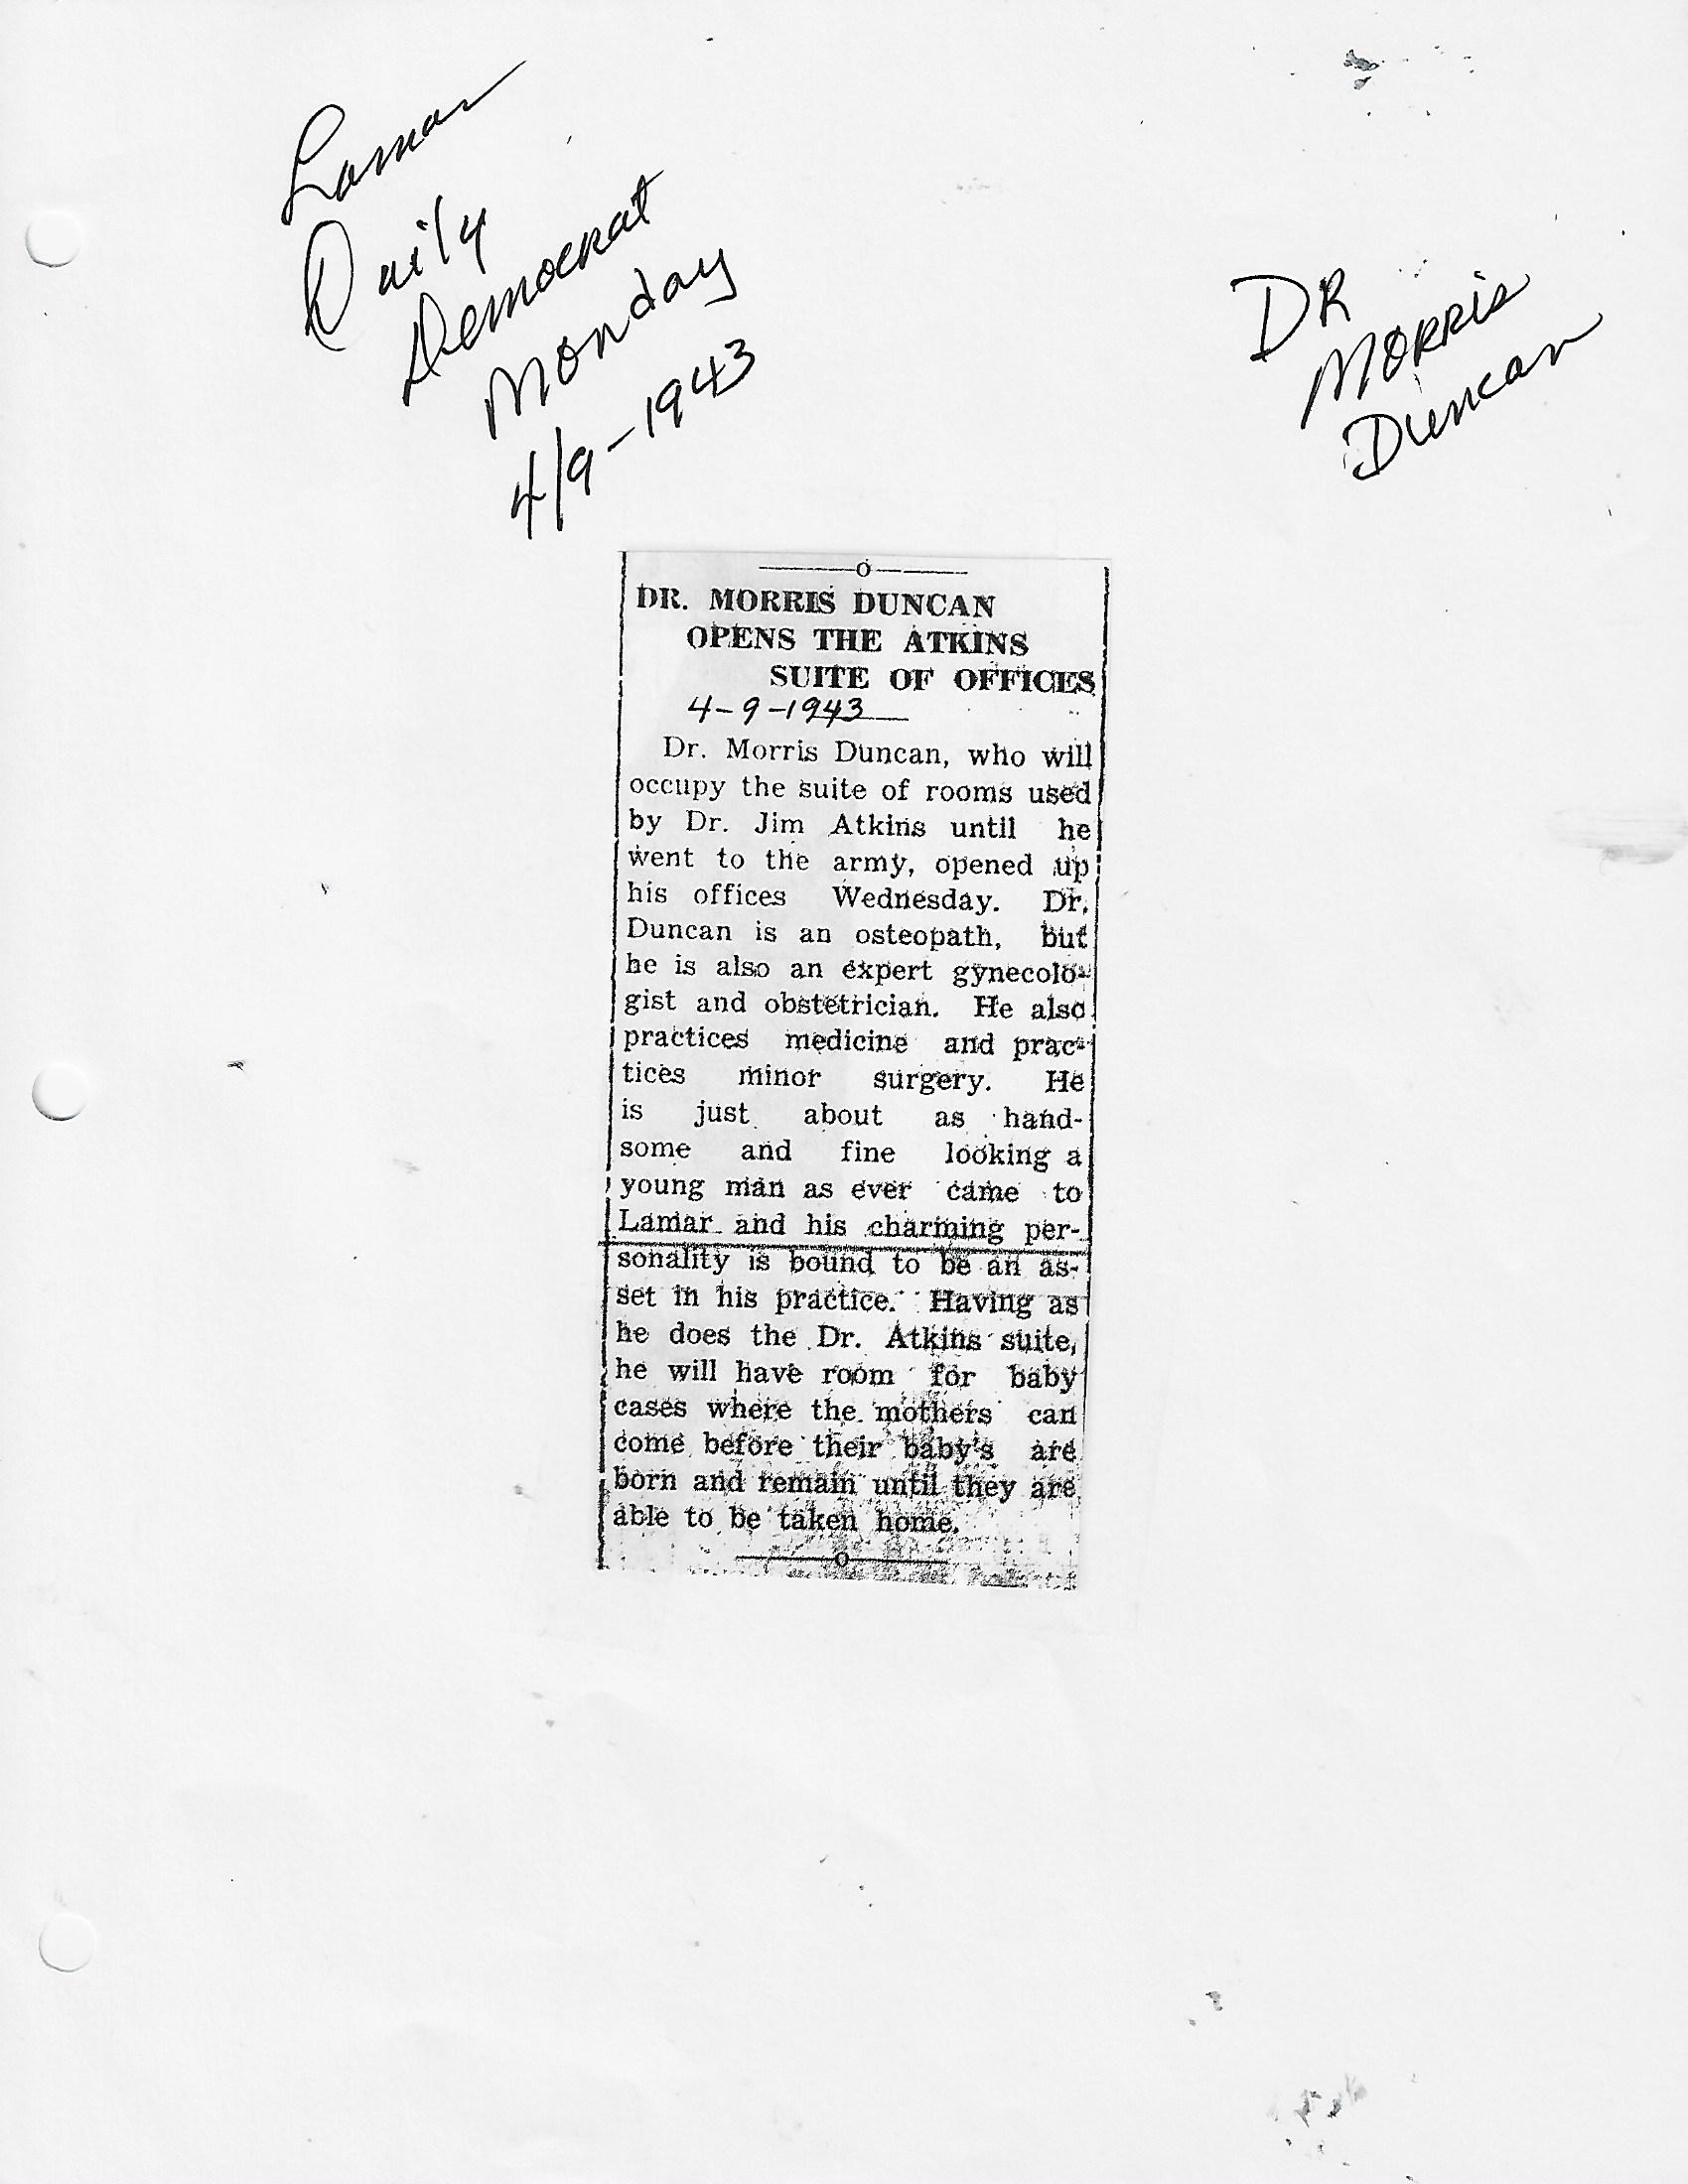 Lamar
Daily
Democrat
Monday
4/9-1943
DR
MORRis
Duncan
DR. MORRIS DUNCAN
OPENS THE ATKINS
SUITE OF OFFICES
4-9-1943
Dr. Morris Duncan, who will
occupy the suite of rooms used
by Dr. Jim Atkins until he
went to the army, opened up
his offices Wednesday. Dr.
Duncan is an osteopath, but
he is also an expert gynecolo-
gist and obstetrician. He also
practices medicine and prac-
tices minor surgery. He
is just about as hand-
some and fine looking a
young man as ever came to
Lamar and his charming per-
sonality is bound to be an as-
set in his practice. Having as
he does the Dr. Atkins suite,
he will have room for baby
cases where the mothers can
come before their baby's are
born and remain until they are
able to be taken home.